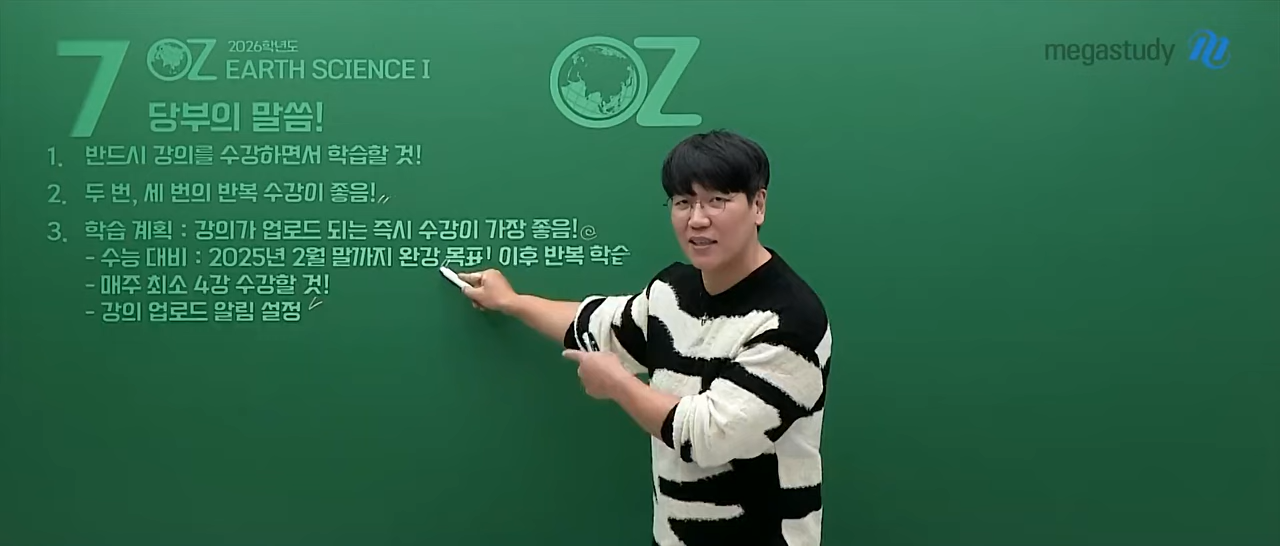 7
OZ 2026학년도
EARTH SCIENCE I
당부의 말씀!
OZ
megastudy
1. 반드시 강의를 수강하면서 학습할 것!
2. 두 번, 세 번의 반복 수강이 좋음!
3. 학습 계획 : 강의가 업로드 되는 즉시 수강이 가장 좋음!
- 수능 대비 : 2025년 2월 말까지 완강 목표! 이후 반복 학습
- 매주 최소 4강 수강할 것!
- 강의 업로드 알림 설정